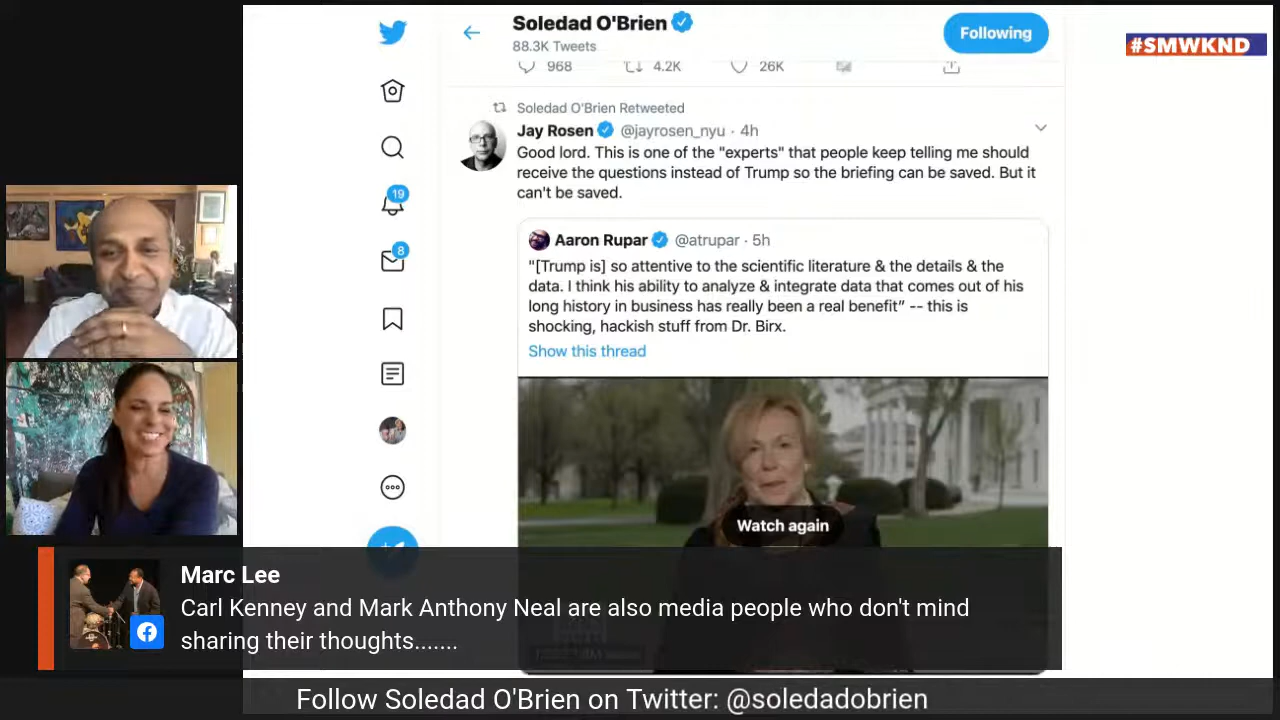 Soledad O'Brien
88.3K Tweets
Following
#SMWKND
968
4.2K
26K
Soledad O'Brien Retweeted
Jay Rosen @jayrosen_nyu · 4h
Good lord. This is one of the "experts" that people keep telling me should
receive the questions instead of Trump so the briefing can be saved. But it
can't be saved.
19
8
Aaron Rupar @atrupar · 5h
"[Trump is] so attentive to the scientific literature & the details & the
data. I think his ability to analyze & integrate data that comes out of his
long history in business has really been a real benefit” -- this is
shocking, hackish stuff from Dr. Birx.
Show this thread
Watch again
Marc Lee
Carl Kenney and Mark Anthony Neal are also media people who don't mind
sharing their thoughts.......
Follow Soledad O'Brien on Twitter: @soledadobrien